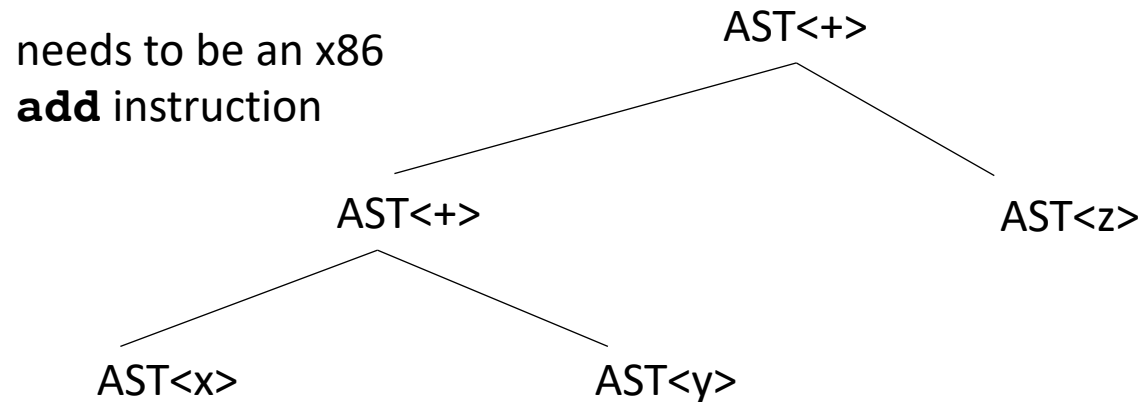 AST<+>
needs to be an x86
add instruction
AST<+>
AST<z>
AST<x>
AST<y>